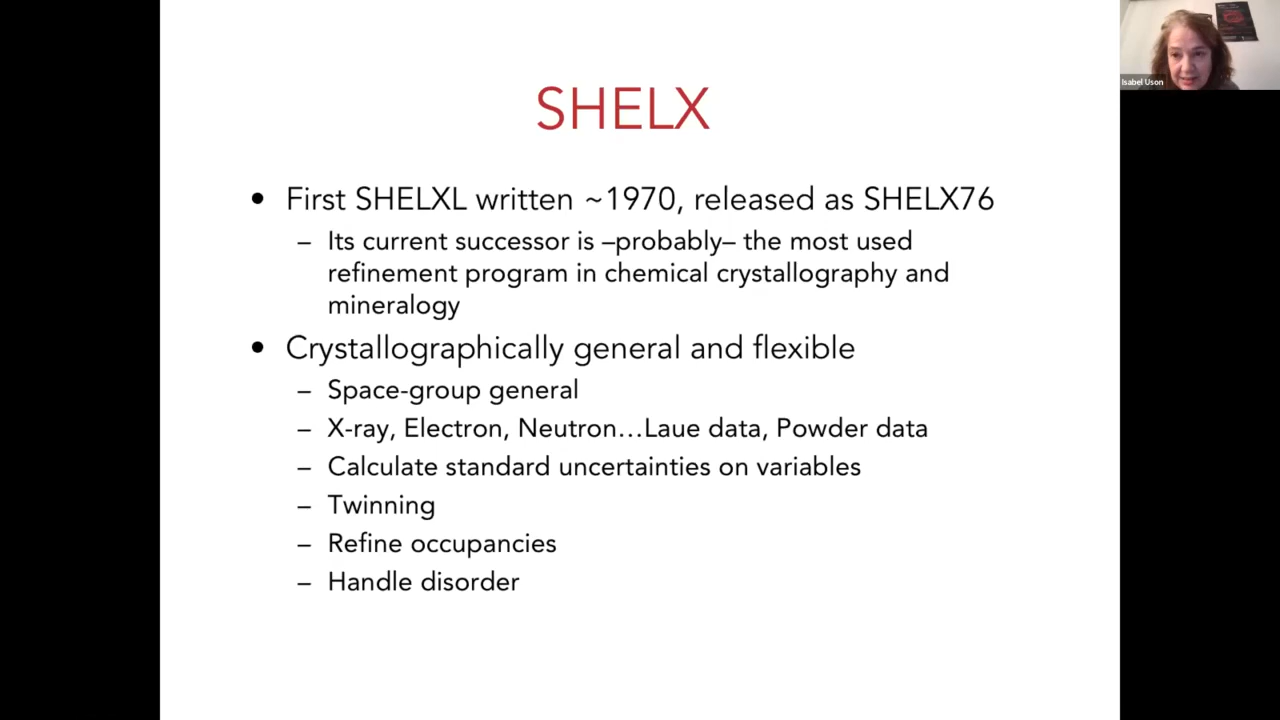 SHELX
Isabel Uson
• First SHELXL written ~1970, released as SHELX76
– Its current successor is –probably– the most used
refinement program in chemical crystallography and
mineralogy
• Crystallographically general and flexible
– Space-group general
– X-ray, Electron, Neutron…Laue data, Powder data
– Calculate standard uncertainties on variables
– Twinning
– Refine occupancies
– Handle disorder